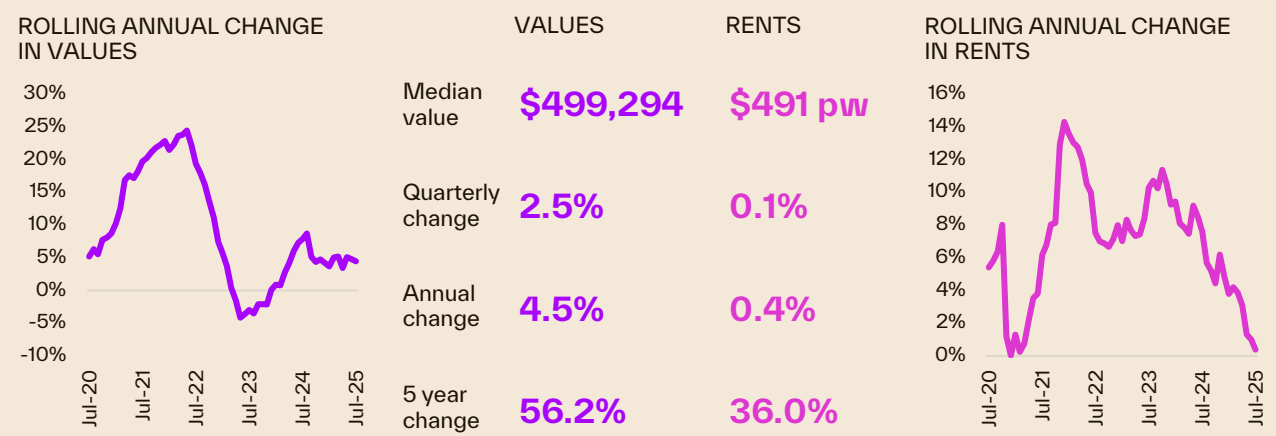 ROLLING ANNUAL CHANGE
IN VALUES
30%
25%
20%
15%
10%
5%
0%
-5%
-10%
Jul-20
Jul-21
Jul-22
Jul-23
Jul-24
Jul-25
VALUES
RENTS
Median
value
$499,294
$491 pw
Quarterly
change
2.5%
0.1%
Annual
change
4.5%
0.4%
5 year
change
56.2%
36.0%
ROLLING ANNUAL CHANGE
IN RENTS
16%
14%
12%
10%
8%
6%
4%
2%
0%
Jul-20
Jul-21
Jul-22
Jul-23
Jul-24
Jul-25